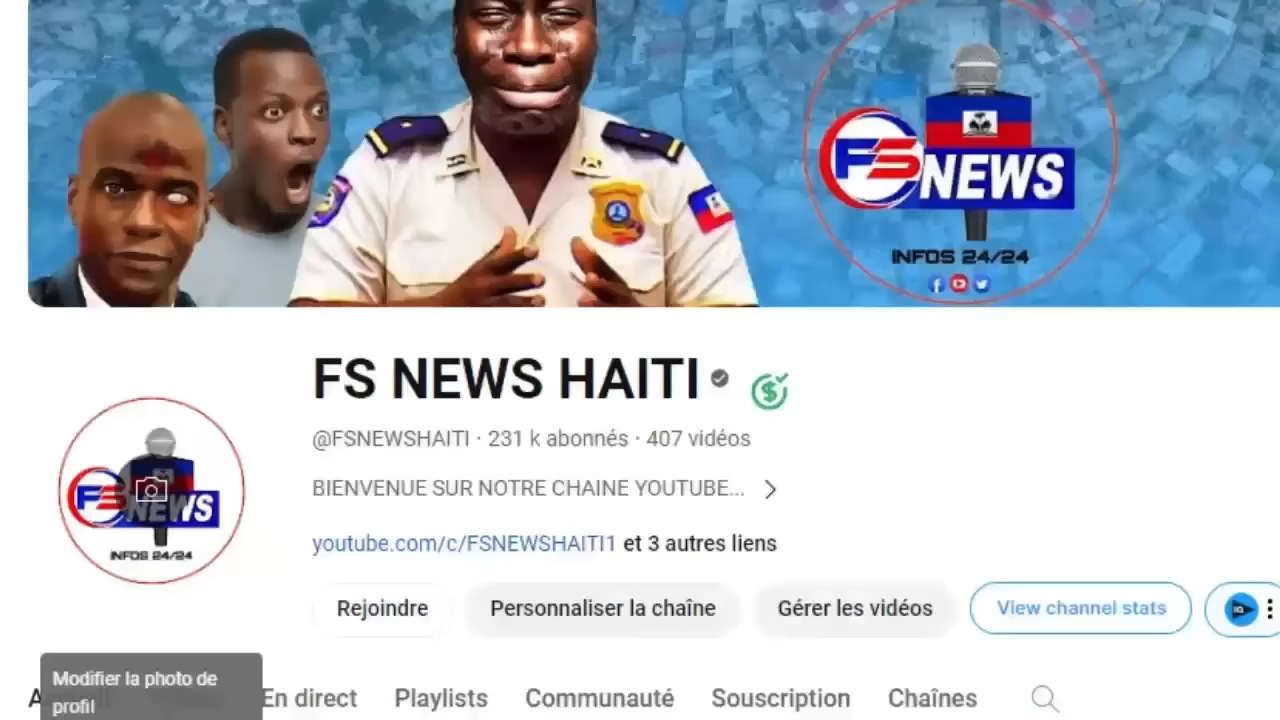 FS NEWS
INFOS 24/24
FS NEWS HAITI
@FSNEWSHAITI · 231 k abonnés · 407 vidéos
BIENVENUE SUR NOTRE CHAINE YOUTUBE...
youtube.com/c/FSNEWSHAITI1 et 3 autres liens
FS NEWS
INFOS 24/24
Rejoindre Personnaliser la chaîne Gérer les vidéos View channel stats IQ
Modifier la photo de
profil
En direct Playlists Communauté Souscription Chaînes